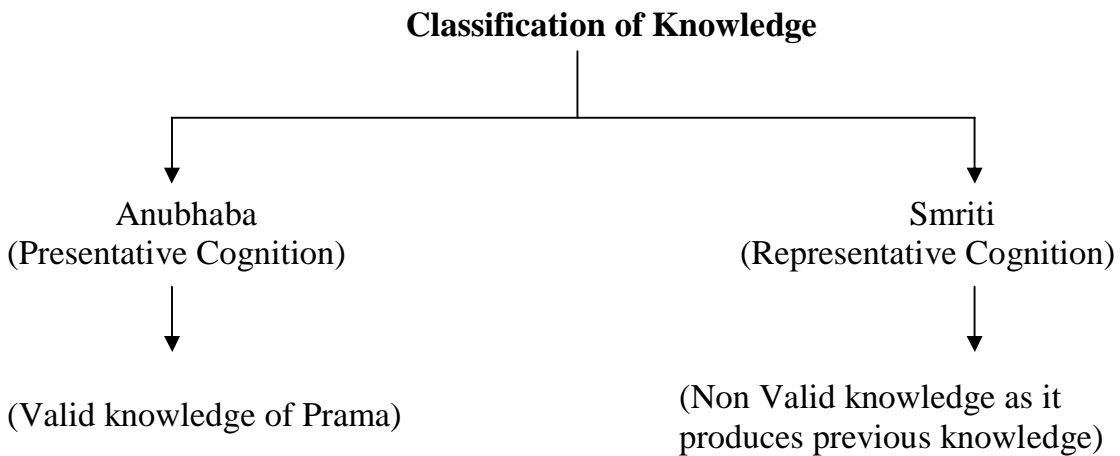 Classification of Knowledge
Anubhaba
(Presentative Cognition)
Smriti
(Representative Cognition)
(Valid knowledge of Prama)
(Non Valid knowledge as it
produces previous knowledge)